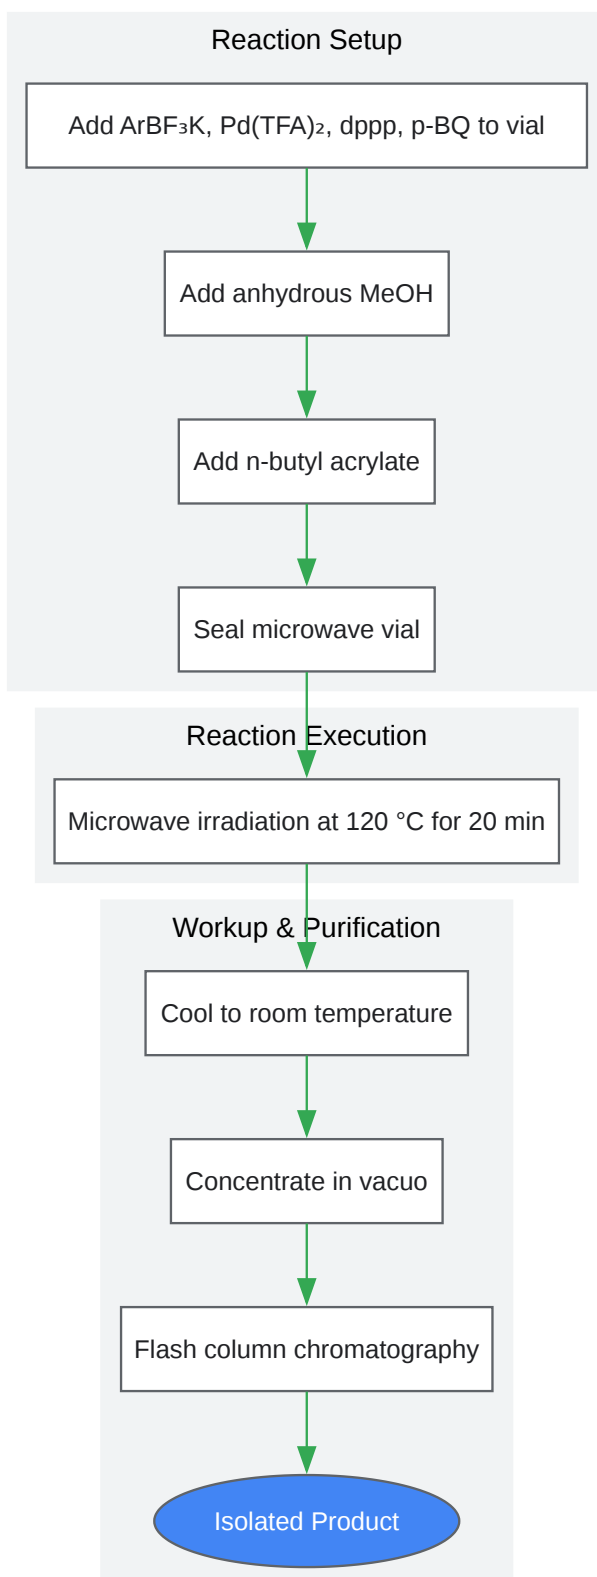 Reaction Setup
Add ArBF₃K, Pd(TFA)₂, dppp, p-BQ to vial
Add anhydrous MeOH
Add n-butyl acrylate
Seal microwave vial
Reaction Execution
Microwave irradiation at 120 °C for 20 min
Workup & Purification
Cool to room temperature
Concentrate in vacuo
Flash column chromatography
Isolated Product